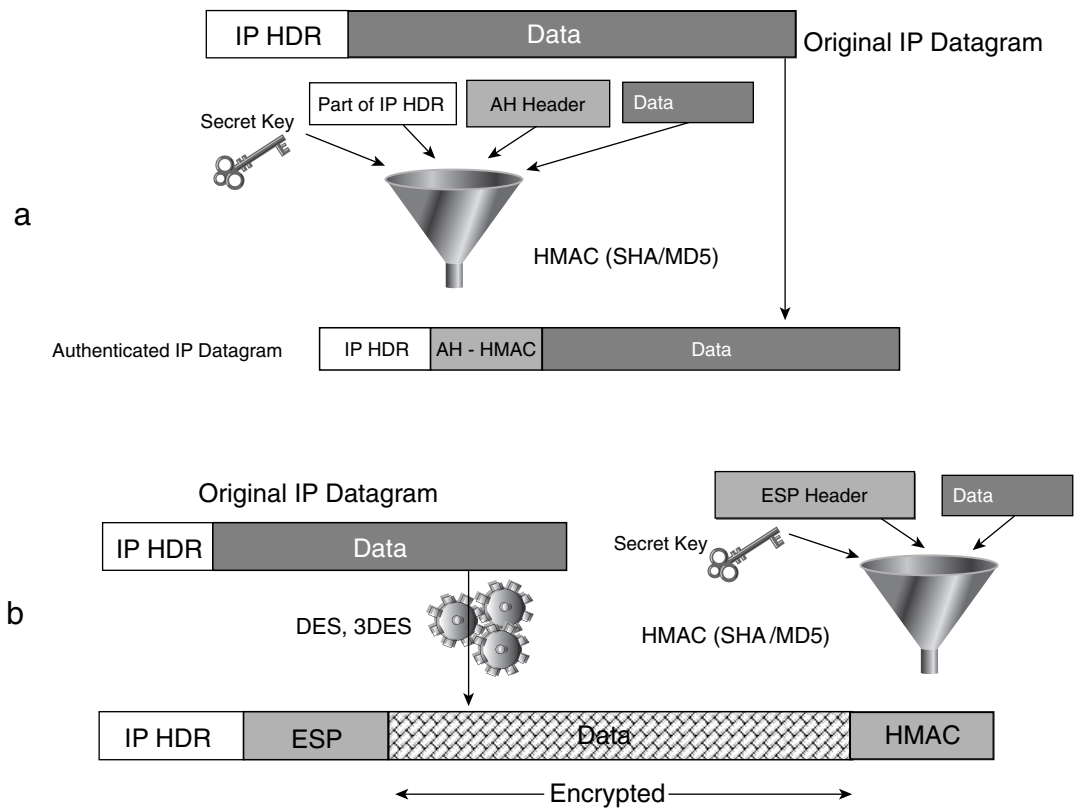 IP HDR Data Original IP Datagram
Part of IP HDR AH Header Data
Secret Key
a
HMAC (SHA/MD5)
Authenticated IP Datagram IP HDR AH - HMAC Data
Original IP Datagram
ESP Header Data
IP HDR Data
Secret Key
b
DES, 3DES
HMAC (SHA/MD5)
IP HDR ESP Data HMAC
Encrypted